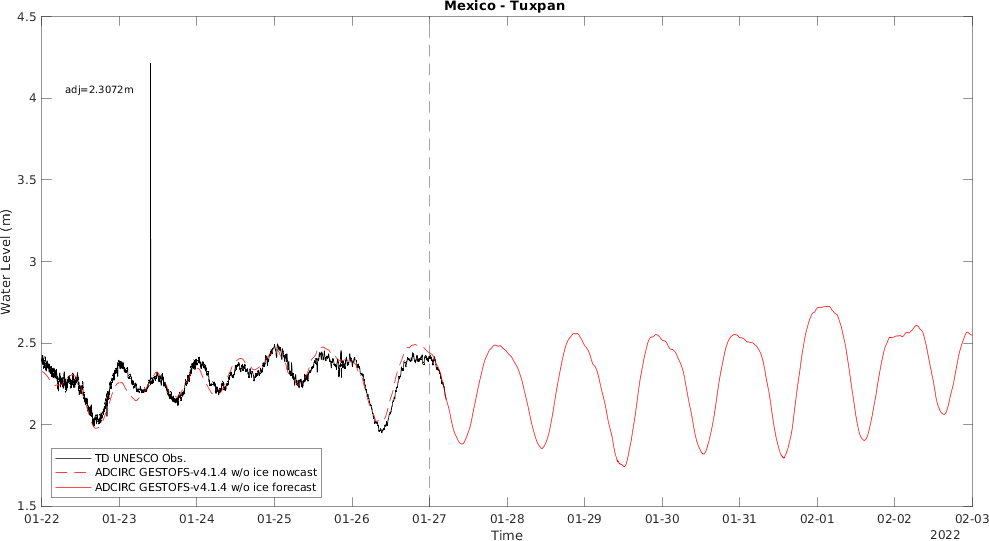 Mexico - Tuxpan
4.5
4
3.5
3
2.5
2
1.5
Water Level (m)
adj=2.3072m
TD UNESCO Obs.
ADCIRC GESTOFS-v4.1.4 w/o ice nowcast
ADCIRC GESTOFS-v4.1.4 w/o ice forecast
01-22 01-23 01-24 01-25 01-26 01-27 01-28 01-29 01-30 01-31 02-01 02-02 02-03
Time
2022